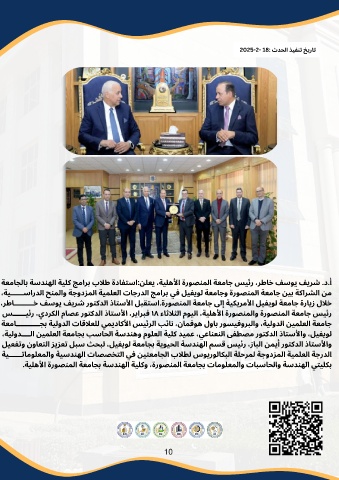 تاريخ تنفيذ الحدث :18 -2-2025
أ.د. شريف يوسف خاطر، رئيس جامعة المنصورة الأهلية، يعلن:استفادة طلاب برامج كلية الهندسة بالجامعة
من الشراكة بين جامعة المنصورة وجامعة لويفيل في برامج الدرجات العلمية المزدوجة والمنح الدراسية،
خلال زيارة جامعة لويفيل الأمريكية إلى جامعة المنصورة،استقبل الأستاذ الدكتور شريف يوسف خاطر،
رئيس جامعة المنصورة والمنصورة الأهلية، اليوم الثلاثاء ١٨ فبراير، الأستاذ الدكتور عصام الكردي، رئيس
جامعة العلمين الدولية، والبروفيسور باول هوفمان، نائب الرئيس الأكاديمي للعلاقات الدولية بجامعة
لويفيل، والأستاذ الدكتور مصطفى النعناعي، عميد كلية العلوم وهندسة الحاسب بجامعة العلمين الدولية،
والأستاذ الدكتور أيمن الباز، رئيس قسم الهندسة الحيوية بجامعة لويفيل، لبحث سبل تعزيز التعاون وتفعيل
الدرجة العلمية المزدوجة لمرحلة البكالوريوس لطلاب الجامعتين في التخصصات الهندسية والمعلوماتية
بكليتي الهندسة والحاسبات والمعلومات بجامعة المنصورة، وكلية الهندسة بجامعة المنصورة الأهلية.
10